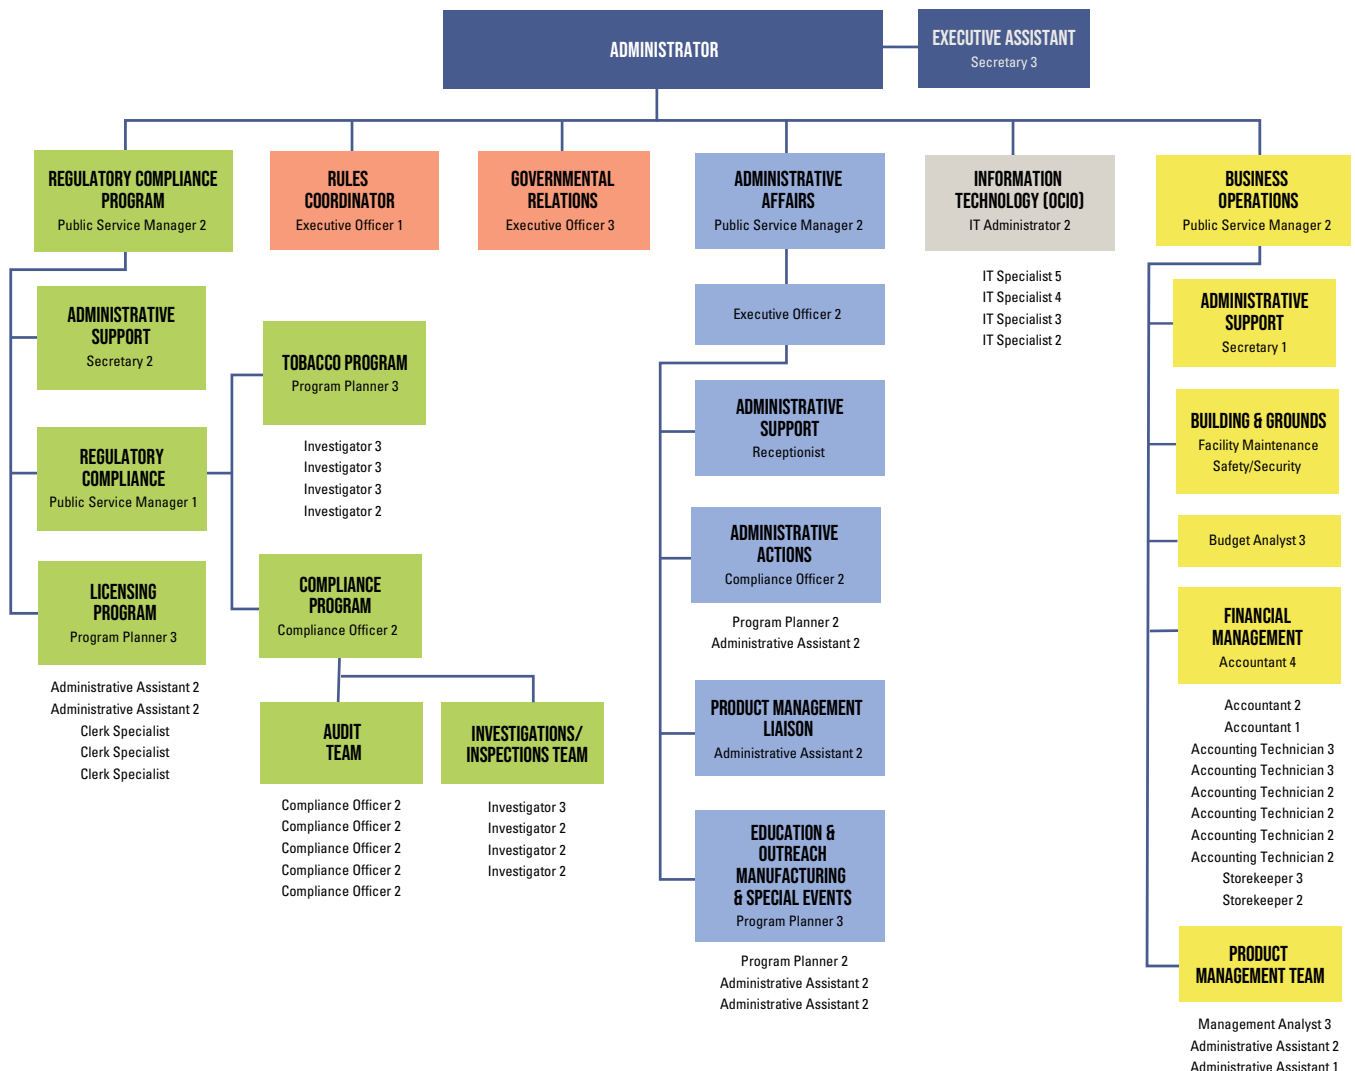 ADMINISTRATOR
EXECUTIVE ASSISTANT
Secretary 3
REGULATORY COMPLIANCE
PROGRAM
Public Service Manager 2
RULES
COORDINATOR
Executive Officer 1
GOVERNMENTAL
RELATIONS
Executive Officer 3
ADMINISTRATIVE
AFFAIRS
Public Service Manager 2
INFORMATION
TECHNOLOGY (OCIO)
IT Administrator 2
BUSINESS
OPERATIONS
Public Service Manager 2
ADMINISTRATIVE
SUPPORT
Secretary 2
REGULATORY
COMPLIANCE
Public Service Manager 1
LICENSING
PROGRAM
Program Planner 3
Administrative Assistant 2
Administrative Assistant 2
Clerk Specialist
Clerk Specialist
Clerk Specialist
TOBACCO PROGRAM
Program Planner 3
Investigator 3
Investigator 3
Investigator 3
Investigator 2
COMPLIANCE
PROGRAM
Compliance Officer 2
AUDIT
TEAM
Compliance Officer 2
Compliance Officer 2
Compliance Officer 2
Compliance Officer 2
Compliance Officer 2
INVESTIGATIONS/
INSPECTIONS TEAM
Investigator 3
Investigator 2
Investigator 2
Investigator 2
Executive Officer 2
ADMINISTRATIVE
SUPPORT
Receptionist
ADMINISTRATIVE
ACTIONS
Compliance Officer 2
Program Planner 2
Administrative Assistant 2
PRODUCT MANAGEMENT
LIAISON
Administrative Assistant 2
EDUCATION &
OUTREACH
MANUFACTURING
& SPECIAL EVENTS
Program Planner 3
Program Planner 2
Administrative Assistant 2
Administrative Assistant 2
IT Specialist 5
IT Specialist 4
IT Specialist 3
IT Specialist 2
ADMINISTRATIVE
SUPPORT
Secretary 1
BUILDING & GROUNDS
Facility Maintenance
Safety/Security
Budget Analyst 3
FINANCIAL
MANAGEMENT
Accountant 4
Accountant 2
Accountant 1
Accounting Technician 3
Accounting Technician 3
Accounting Technician 2
Accounting Technician 2
Accounting Technician 2
Accounting Technician 2
Storekeeper 3
Storekeeper 2
PRODUCT
MANAGEMENT TEAM
Management Analyst 3
Administrative Assistant 2
Administrative Assistant 1